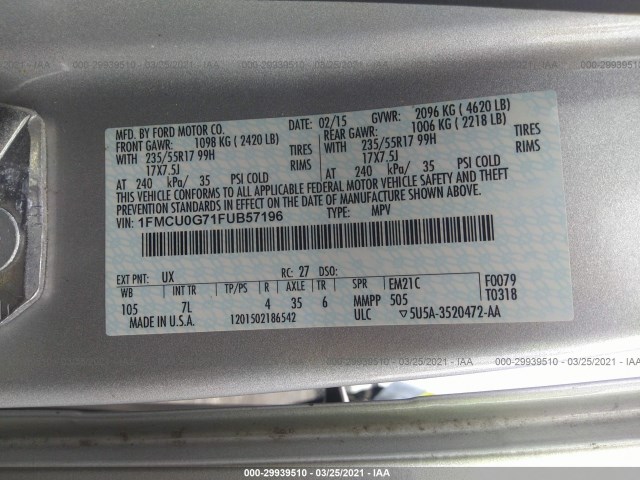 000-29939510 - 03/25/2021 - IAA
MFD. BY FORD MOTOR CO.
DATE: 02/15 GVWR: 2096 KG ( 4620 LB)
FRONT GAWR: 1098 KG ( 2420 LB) REAR GAWR: 1006 KG ( 2218 LB)
WITH 235/55R17 99H TIRES WITH 235/55R17 99H TIRES
17X7.5J RIMS 17X7.5J RIMS
AT 240 kPa/ 35 PSI COLD AT 240 kPa/ 35 PSI COLD
THIS VEHICLE CONFORMS TO ALL APPLICABLE FEDERAL MOTOR VEHICLE SAFETY AND THEFT
PREVENTION STANDARDS IN EFFECT ON THE DATE OF MANUFACTURE SHOWN ABOVE.
VIN: 1FMCU0G71FUB57196 TYPE: MPV
EXT PNT: UX RC: 27 DSO:
WB INT TR TP/PS R AXLE TR SPR EM21C F0079
105 7L 4 35 6 MMPP 505 T0318
MADE IN U.S.A. 1201502186542 ULC 5U5A-3520472-AA
000-29939510 - 03/25/2021 - IAA
000-29939510 - 03/25/2021 - IAA